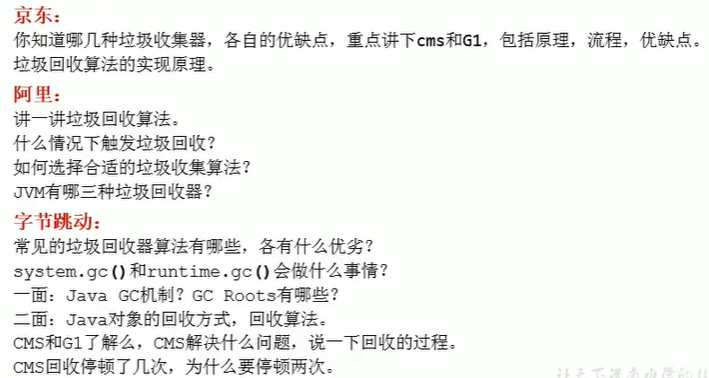 京东：
你知道哪几种垃圾收集器，各自的优缺点，重点讲下cms和G1，包括原理，流程，优缺点。
垃圾回收算法的实现原理。
阿里：
讲一讲垃圾回收算法。
什么情况下触发垃圾回收？
如何选择合适的垃圾收集算法？
JVM有哪三种垃圾回收器？
字节跳动：
常见的垃圾回收器算法有哪些，各有什么优劣？
system.gc()和runtime.gc()会做什么事情？
一面：Java GC机制？GC Roots有哪些？
二面：Java对象的回收方式，回收算法。
CMS和G1了解么，CMS解决什么问题，说一下回收的过程。
CMS回收停顿了几次，为什么要停顿两次。